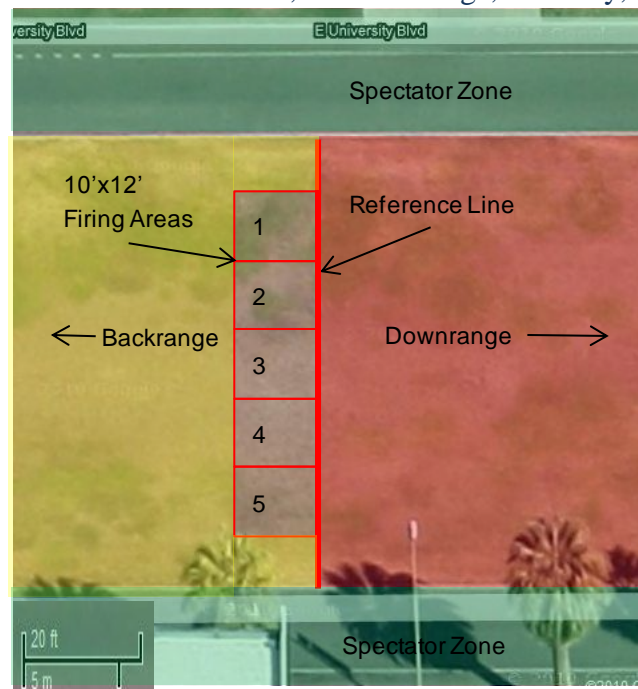 versity Blvd
E University Blvd
Spectator Zone
10'x12'
Firing Areas
Reference Line
1
2
Backrange
Downrange
3
4
5
20 ft
5 m
Spectator Zone